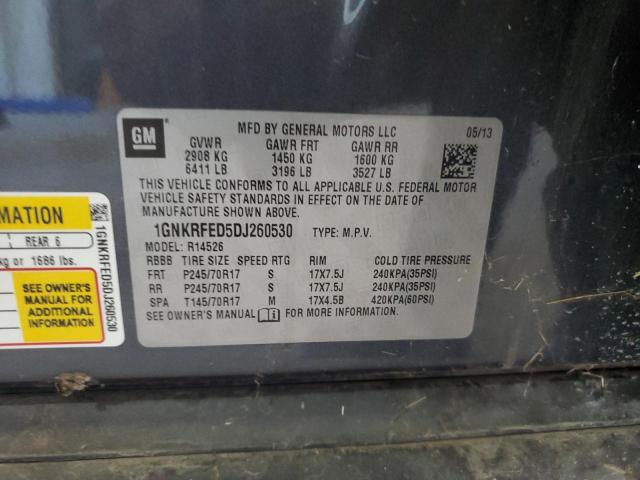 GM
MFD BY GENERAL MOTORS LLC 05/13
GVWR GAWR FRT GAWR RR
2908 KG 1450 KG 1600 KG
6411 LB 3196 LB 3527 LB
THIS VEHICLE CONFORMS TO ALL APPLICABLE U.S. FEDERAL MOTOR
VEHICLE SAFETY STANDARDS IN EFFECT ON THE DATE OF
MANUFACTURE SHOWN ABOVE.
1GNKRFED5DJ260530 TYPE: M.P.V.
MODEL: R14526
RBBB TIRE SIZE SPEED RTG RIM COLD TIRE PRESSURE
FRT P245/70R17 S 17X7.5J 240KPA(35PSI)
RR P245/70R17 S 17X7.5J 240KPA(35PSI)
SPA T145/70R17 M 17X4.5B 420KPA(60PSI)
SEE OWNER'S MANUAL FOR MORE INFORMATION.
RMATION
REAR 6
kg or 1686 lbs.
SEE OWNER'S
MANUAL FOR
ADDITIONAL
INFORMATION
1GNKRFED5DJ260530